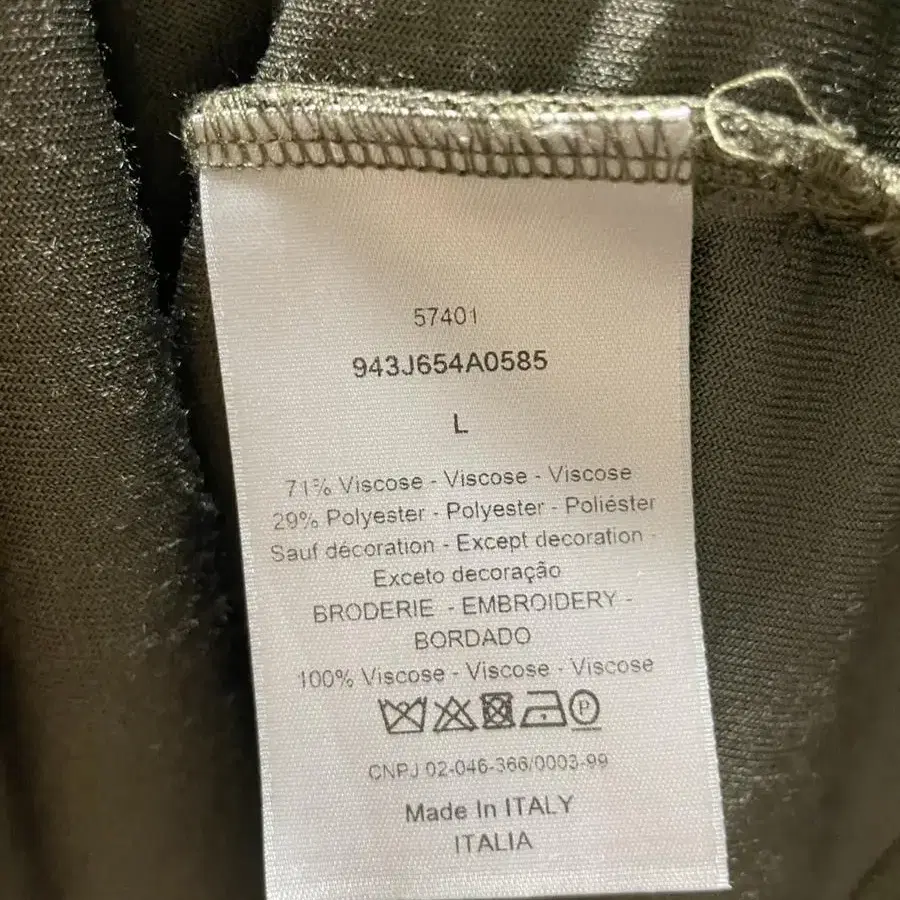 57401
943J654A0585
L
71% Viscose - Viscose - Viscose
29% Polyester - Polyester - Poliéster
Sauf décoration - Except decoration -
Exceto decoração
BRODERIE - EMBROIDERY -
BORDADO
100% Viscose - Viscose - Viscose
P
CNPJ 02-046-366/0003-99
Made In ITALY
ITALIA